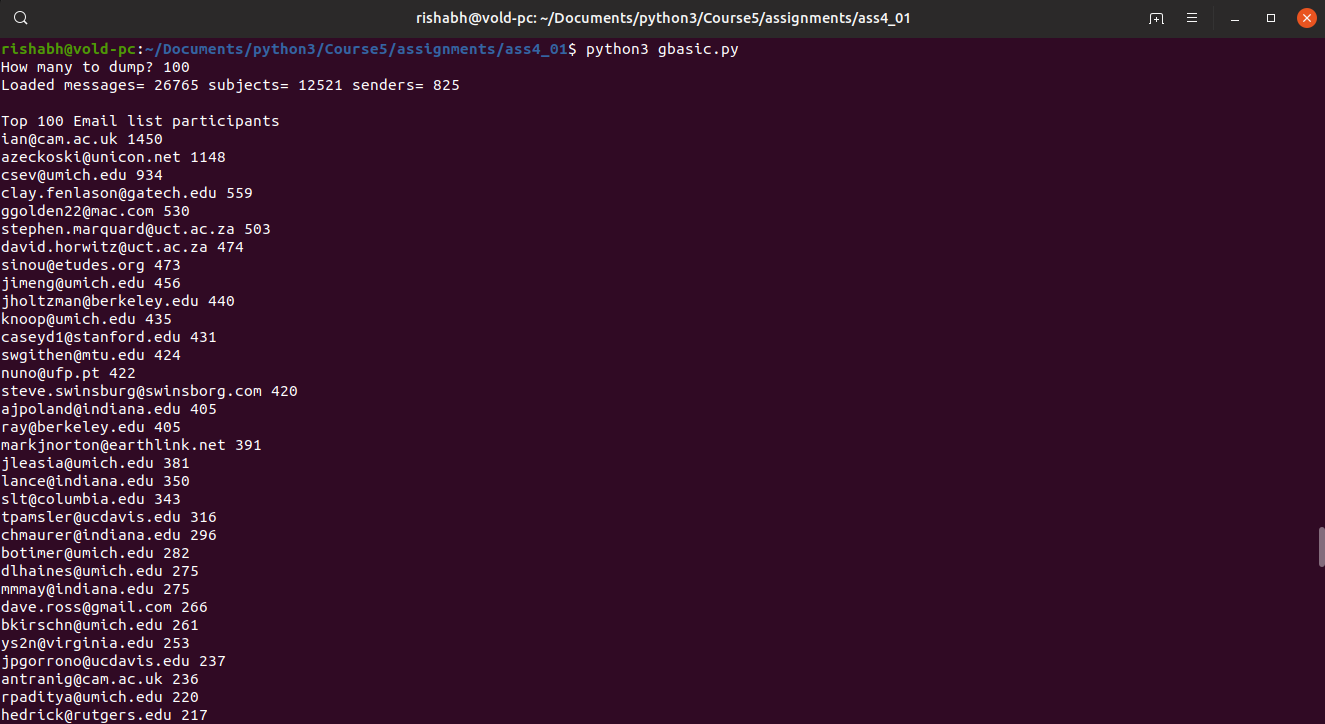 rishabh@vold-pc: ~/Documents/python3/Course5/assignments/ass4_01
rishabh@vold-pc:~/Documents/python3/Course5/assignments/ass4_01$ python3 gbasic.py
How many to dump? 100
Loaded messages= 26765 subjects= 12521 senders= 825
Top 100 Email list participants
ian@cam.ac.uk 1450
azeckoski@unicon.net 1148
csev@umich.edu 934
clay.fenlason@gatech.edu 559
ggolden22@mac.com 530
stephen.marquard@uct.ac.za 503
david.horwitz@uct.ac.za 474
sinou@etudes.org 473
jimeng@umich.edu 456
jholtzman@berkeley.edu 440
knoop@umich.edu 435
caseyd1@stanford.edu 431
swgithen@mtu.edu 424
nuno@ufp.pt 422
steve.swinsburg@swinsborg.com 420
ajpoland@indiana.edu 405
ray@berkeley.edu 405
markjnorton@earthlink.net 391
jleasia@umich.edu 381
lance@indiana.edu 350
slt@columbia.edu 343
tpamsler@ucdavis.edu 316
chmaurer@indiana.edu 296
botimer@umich.edu 282
dlhaines@umich.edu 275
mmmay@indiana.edu 275
dave.ross@gmail.com 266
bkirschn@umich.edu 261
ys2n@virginia.edu 253
jpgorrono@ucdavis.edu 237
antranig@cam.ac.uk 236
rpaditya@umich.edu 220
hedrick@rutgers.edu 217